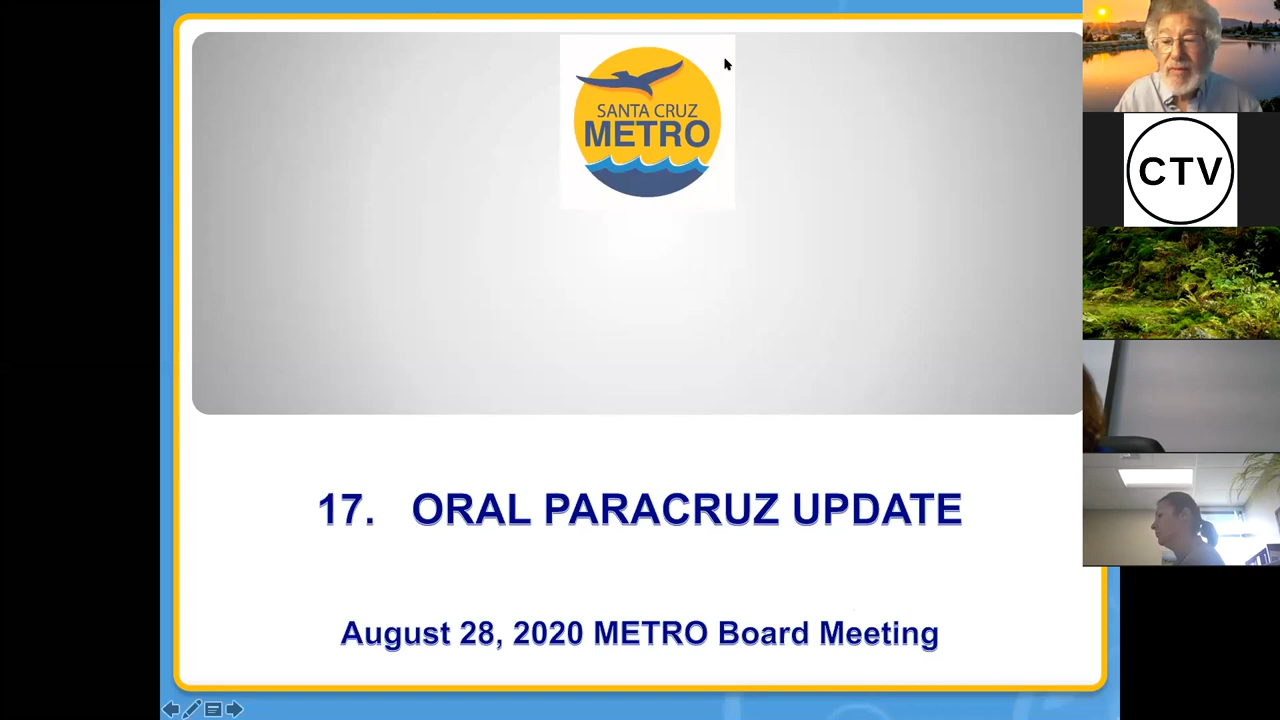 SANTA CRUZ
METRO
CTV
17. ORAL PARACRUZ UPDATE
August 28, 2020 METRO Board Meeting